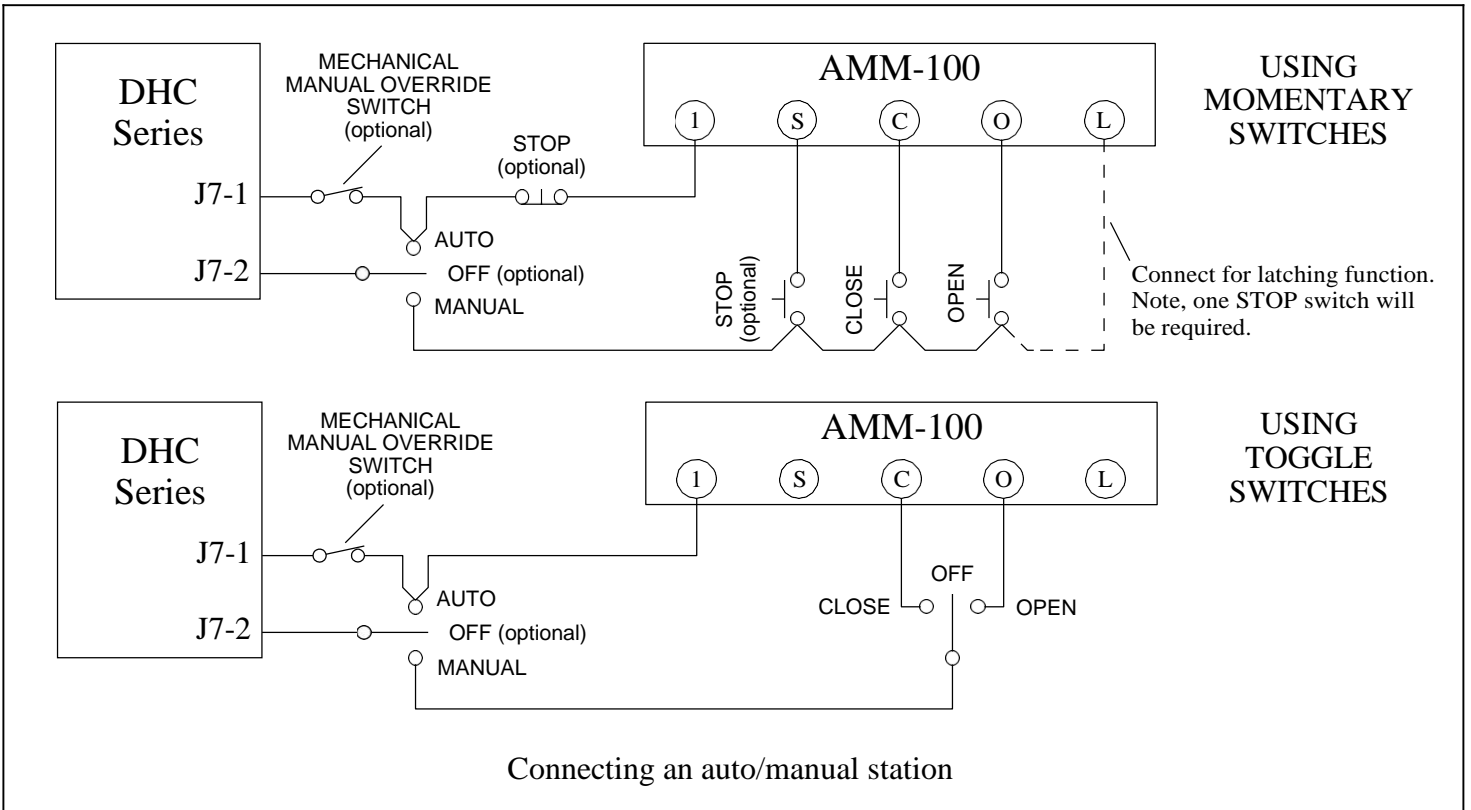 DHC
Series
J7-1
J7-2
MECHANICAL
MANUAL OVERRIDE
SWITCH
(optional)
STOP
(optional)
AUTO
OFF (optional)
MANUAL
AMM-100
1 S C O L
STOP
(optional)
CLOSE
OPEN
USING
MOMENTARY
SWITCHES
Connect for latching function.
Note, one STOP switch will
be required.
DHC
Series
J7-1
J7-2
MECHANICAL
MANUAL OVERRIDE
SWITCH
(optional)
AUTO
OFF (optional)
MANUAL
AMM-100
1 S C O L
OFF
CLOSE OPEN
USING
TOGGLE
SWITCHES
Connecting an auto/manual station